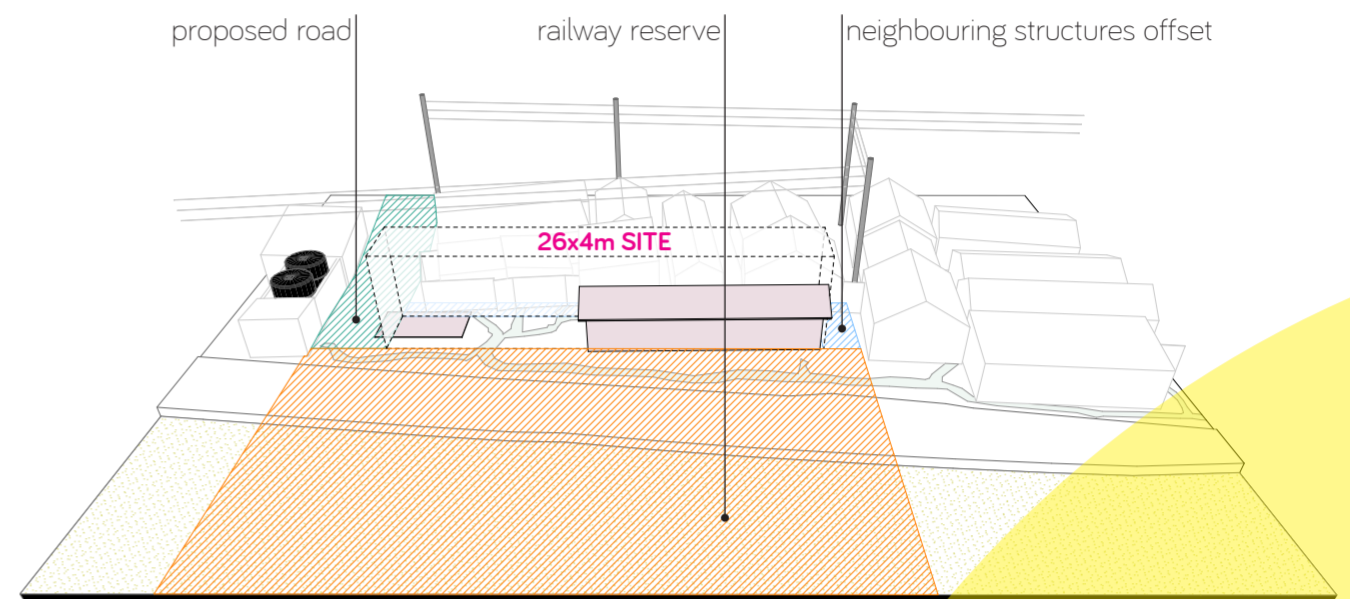 proposed road
railway reserve
neighbouring structures offset
26x4m SITE